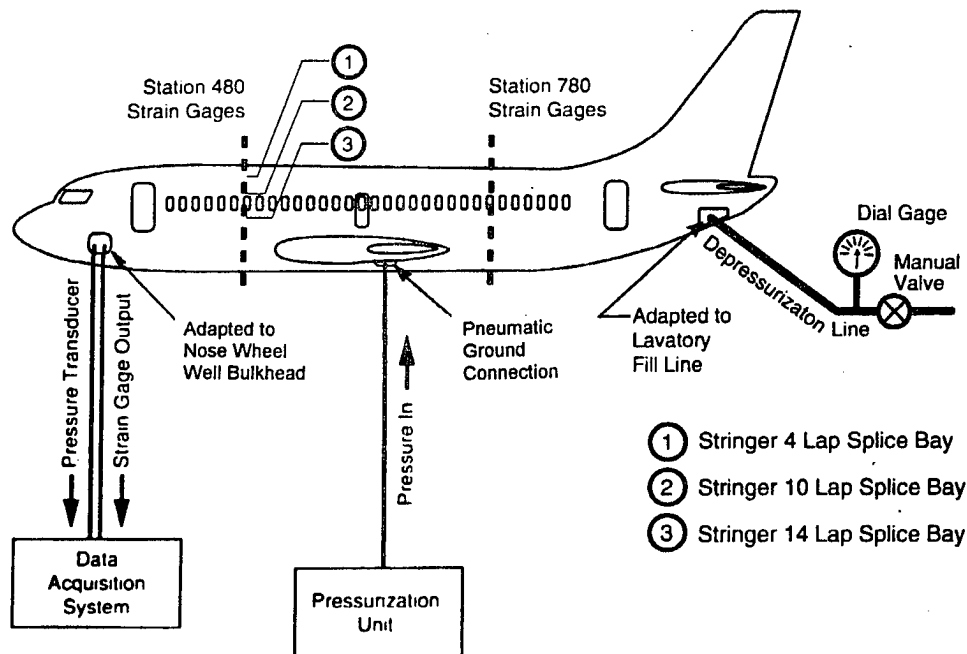 Station 480
Strain Gages
1
2
3
Station 780
Strain Gages
Dial Gage
Manual
Valve
Depressurizaton Line
Adapted to
Nose Wheel
Well Bulkhead
Pneumatic
Ground
Connection
Adapted to
Lavatory
Fill Line
Pressure Transducer
Strain Gage Output
Pressure In
1 Stringer 4 Lap Splice Bay
2 Stringer 10 Lap Splice Bay
3 Stringer 14 Lap Splice Bay
Data
Acquisition
System
Pressurization
Unit